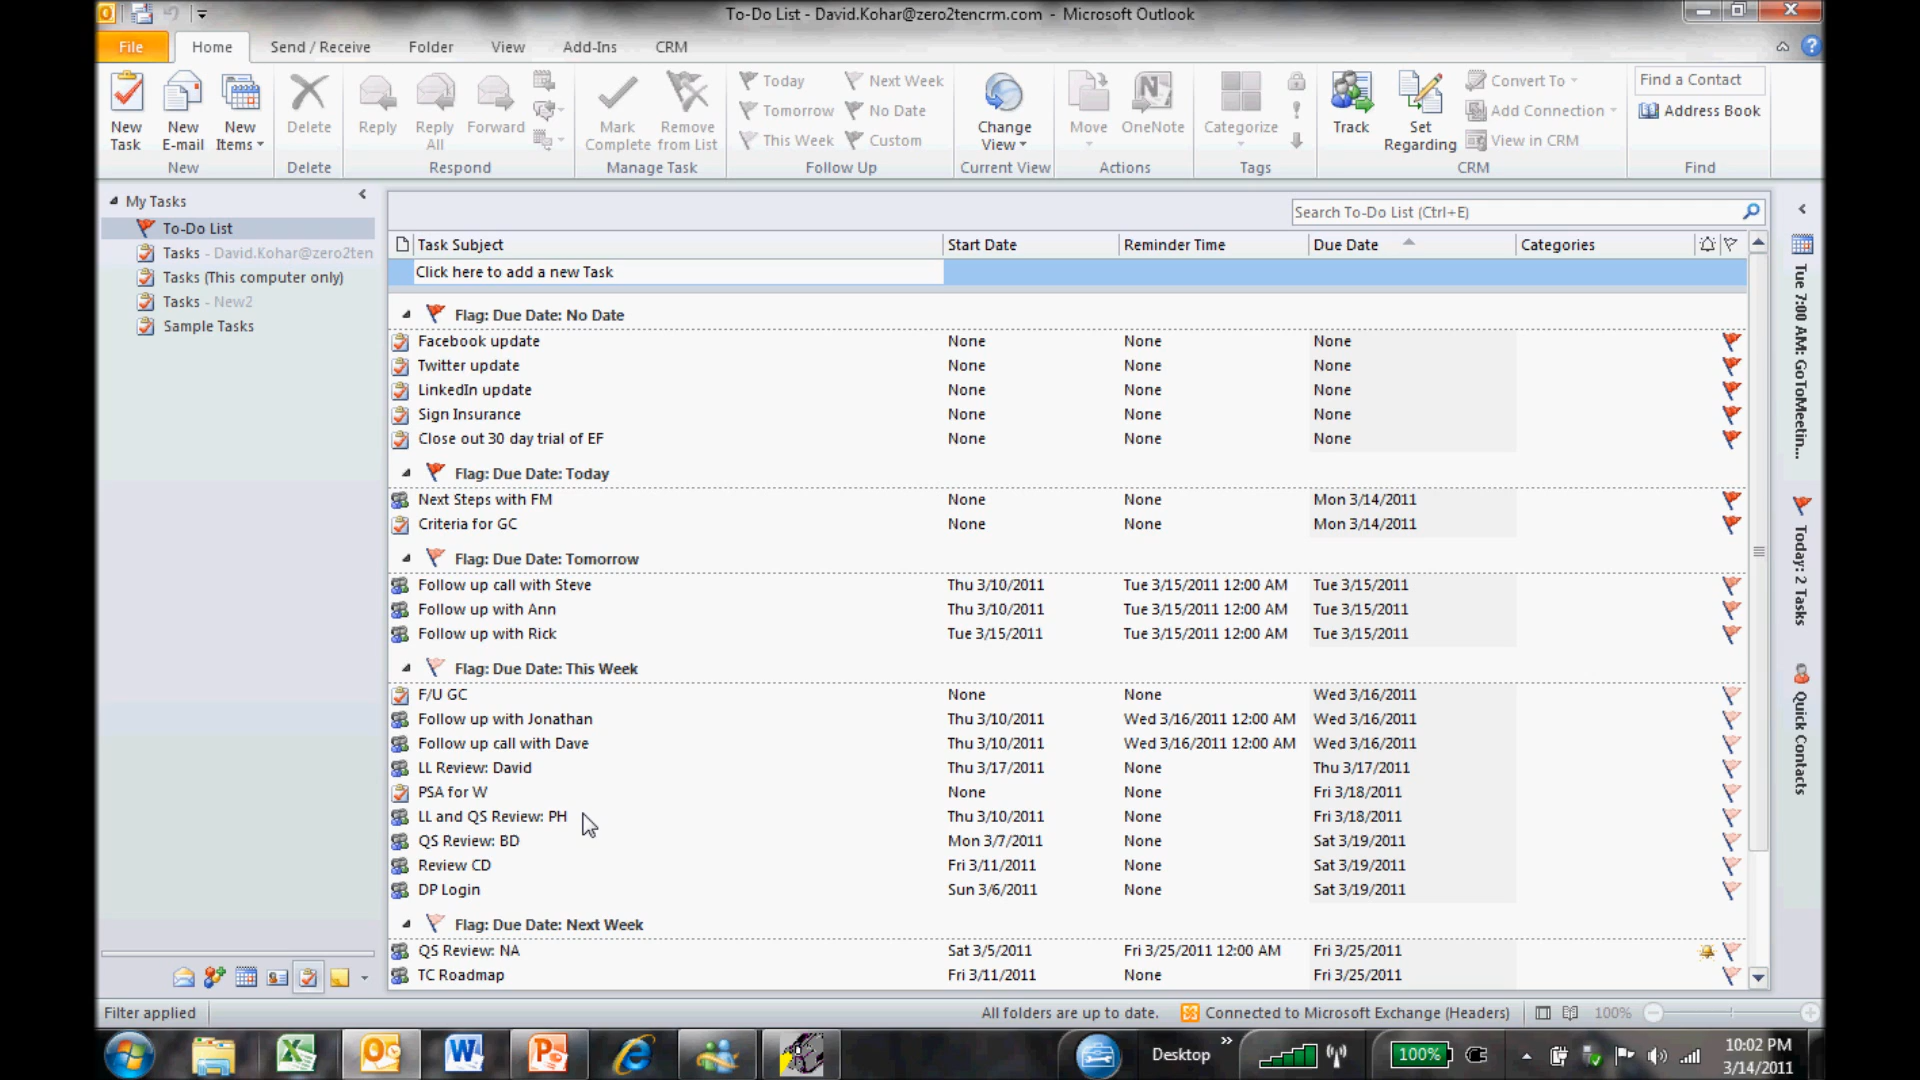 To-Do List - David.Kohar@zero2tencrm.com - Microsoft Outlook
File Home Send / Receive Folder View Add-Ins CRM
New Task
New E-mail
New Items
New
Delete
Delete
Reply
Reply All
Forward
Respond
Mark Complete
Remove from List
Manage Task
Today
Tomorrow
This Week
Next Week
No Date
Custom
Follow Up
Change View
Current View
Move
OneNote
Actions
Categorize
Tags
Track
Set Regarding
Convert To
Add Connection
View in CRM
CRM
Find a Contact
Address Book
Find
My Tasks
To-Do List
Tasks - David.Kohar@zero2ten
Tasks (This computer only)
Tasks - New2
Sample Tasks
Search To-Do List (Ctrl+E)
Task Subject Start Date Reminder Time Due Date Categories
Click here to add a new Task
Flag: Due Date: No Date
Facebook update None None None
Twitter update None None None
LinkedIn update None None None
Sign Insurance None None None
Close out 30 day trial of EF None None None
Flag: Due Date: Today
Next Steps with FM None None Mon 3/14/2011
Criteria for GC None None Mon 3/14/2011
Flag: Due Date: Tomorrow
Follow up call with Steve Thu 3/10/2011 Tue 3/15/2011 12:00 AM Tue 3/15/2011
Follow up with Ann Thu 3/10/2011 Tue 3/15/2011 12:00 AM Tue 3/15/2011
Follow up with Rick Tue 3/15/2011 Tue 3/15/2011 12:00 AM Tue 3/15/2011
Flag: Due Date: This Week
F/U GC None None Wed 3/16/2011
Follow up with Jonathan Thu 3/10/2011 Wed 3/16/2011 12:00 AM Wed 3/16/2011
Follow up call with Dave Thu 3/10/2011 Wed 3/16/2011 12:00 AM Wed 3/16/2011
LL Review: David Thu 3/17/2011 None Thu 3/17/2011
PSA for W None None Fri 3/18/2011
LL and QS Review: PH Thu 3/10/2011 None Fri 3/18/2011
QS Review: BD Mon 3/7/2011 None Sat 3/19/2011
Review CD Fri 3/11/2011 None Sat 3/19/2011
DP Login Sun 3/6/2011 None Sat 3/19/2011
Flag: Due Date: Next Week
QS Review: NA Sat 3/5/2011 Fri 3/25/2011 12:00 AM Fri 3/25/2011
TC Roadmap Fri 3/11/2011 None Fri 3/25/2011
Tue 7:00 AM: GoToMeetin...
Today: 2 Tasks
Quick Contacts
Filter applied
All folders are up to date. Connected to Microsoft Exchange (Headers) 100%
Desktop
100%
10:02 PM
3/14/2011